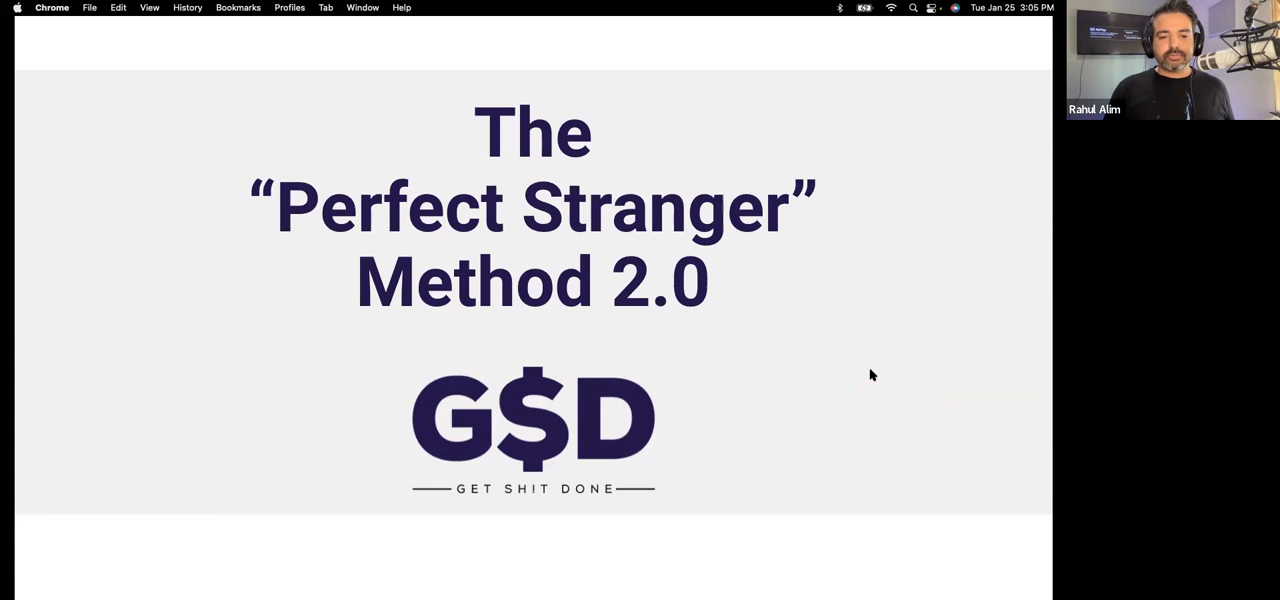 Chrome File Edit View History Bookmarks Profiles Tab Window Help
Tue Jan 25 3:05 PM
Rahul Alim
The
“Perfect Stranger”
Method 2.0
G$D
GET SH!T DONE